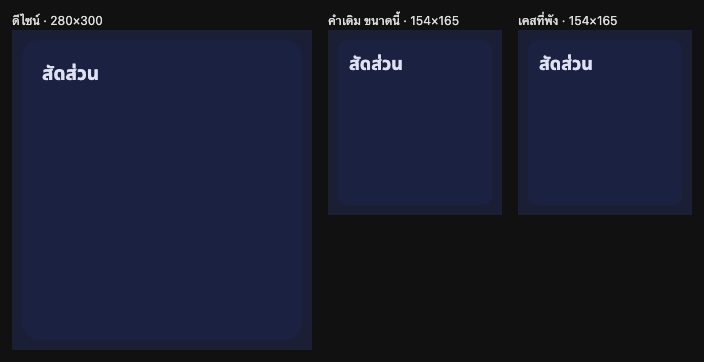 ดีไซน์ · 280×300
คำเดิม ขนาดนี้ · 154×165
เคสที่พัง · 154×165
สัดส่วน
สัดส่วน
สัดส่วน